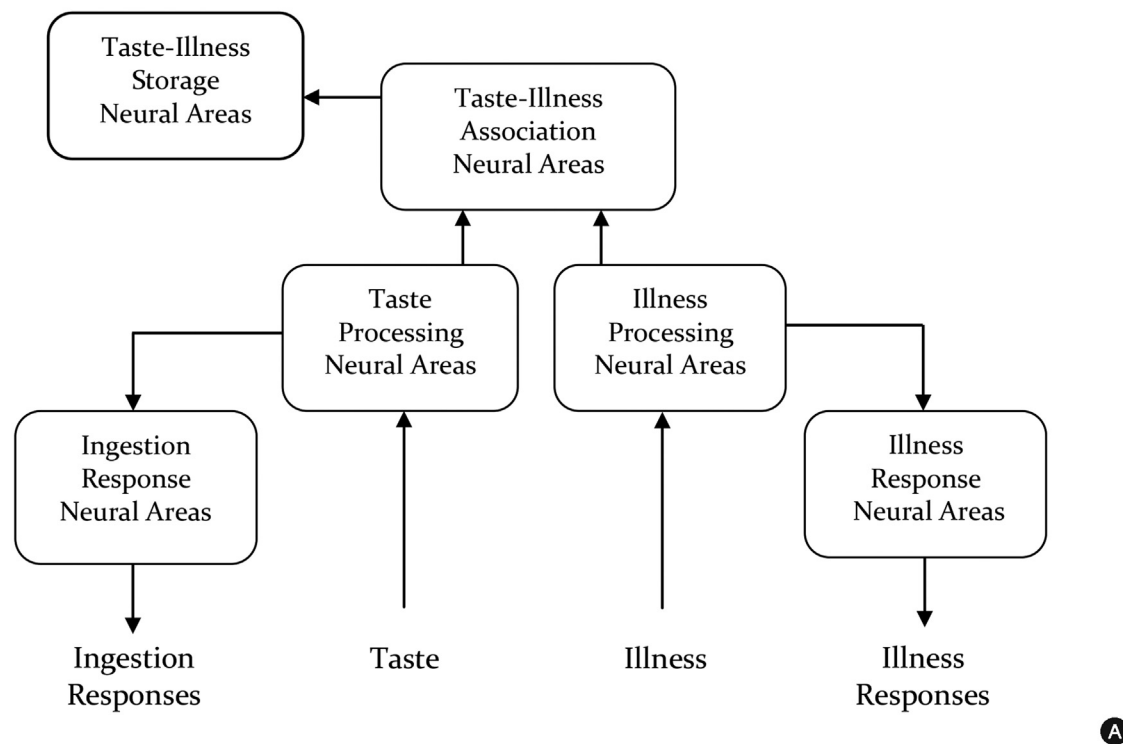 Taste-Illness
Storage
Neural Areas
Taste-Illness
Association
Neural Areas
Taste
Processing
Neural Areas
Illness
Processing
Neural Areas
Ingestion
Response
Neural Areas
Illness
Response
Neural Areas
Ingestion
Responses
Taste
Illness
Illness
Responses
A